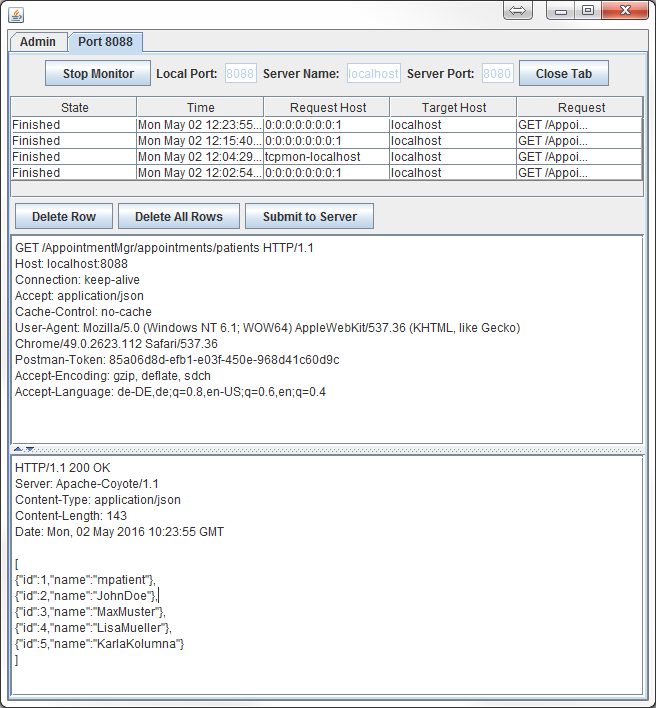 Admin Port 8088
Stop Monitor Local Port: 8088 Server Name: localhost Server Port: 8080 Close Tab
State Time Request Host Target Host Request
Finished Mon May 02 12:23:55... 0:0:0:0:0:0:0:1 localhost GET /Appoi...
Finished Mon May 02 12:15:40... 0:0:0:0:0:0:0:1 localhost GET /Appoi...
Finished Mon May 02 12:04:29... tcpmon-localhost localhost GET /Appoi...
Finished Mon May 02 12:02:54... 0:0:0:0:0:0:0:1 localhost GET /Appoi...
Delete Row Delete All Rows Submit to Server
GET /AppointmentMgr/appointments/patients HTTP/1.1
Host: localhost:8088
Connection: keep-alive
Accept: application/json
Cache-Control: no-cache
User-Agent: Mozilla/5.0 (Windows NT 6.1; WOW64) AppleWebKit/537.36 (KHTML, like Gecko)
Chrome/49.0.2623.112 Safari/537.36
Postman-Token: 85a06d8d-efb1-e03f-450e-968d41c60d9c
Accept-Encoding: gzip, deflate, sdch
Accept-Language: de-DE,de;q=0.8,en-US;q=0.6,en;q=0.4
HTTP/1.1 200 OK
Server: Apache-Coyote/1.1
Content-Type: application/json
Content-Length: 143
Date: Mon, 02 May 2016 10:23:55 GMT
[
{"id":1,"name":"mpatient"},
{"id":2,"name":"JohnDoe"},
{"id":3,"name":"MaxMuster"},
{"id":4,"name":"LisaMueller"},
{"id":5,"name":"KarlaKolumna"}
]